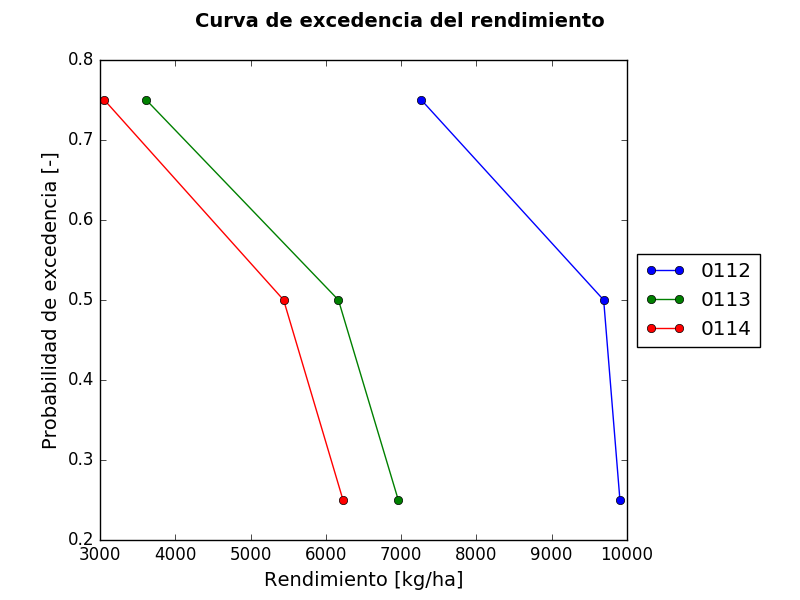 Curva de excedencia del rendimiento
0.8
0.7
0.6
0.5
0.4
0.3
0.2
Probabilidad de excedencia [-]
3000 4000 5000 6000 7000 8000 9000 10000
Rendimiento [kg/ha]
0112
0113
0114